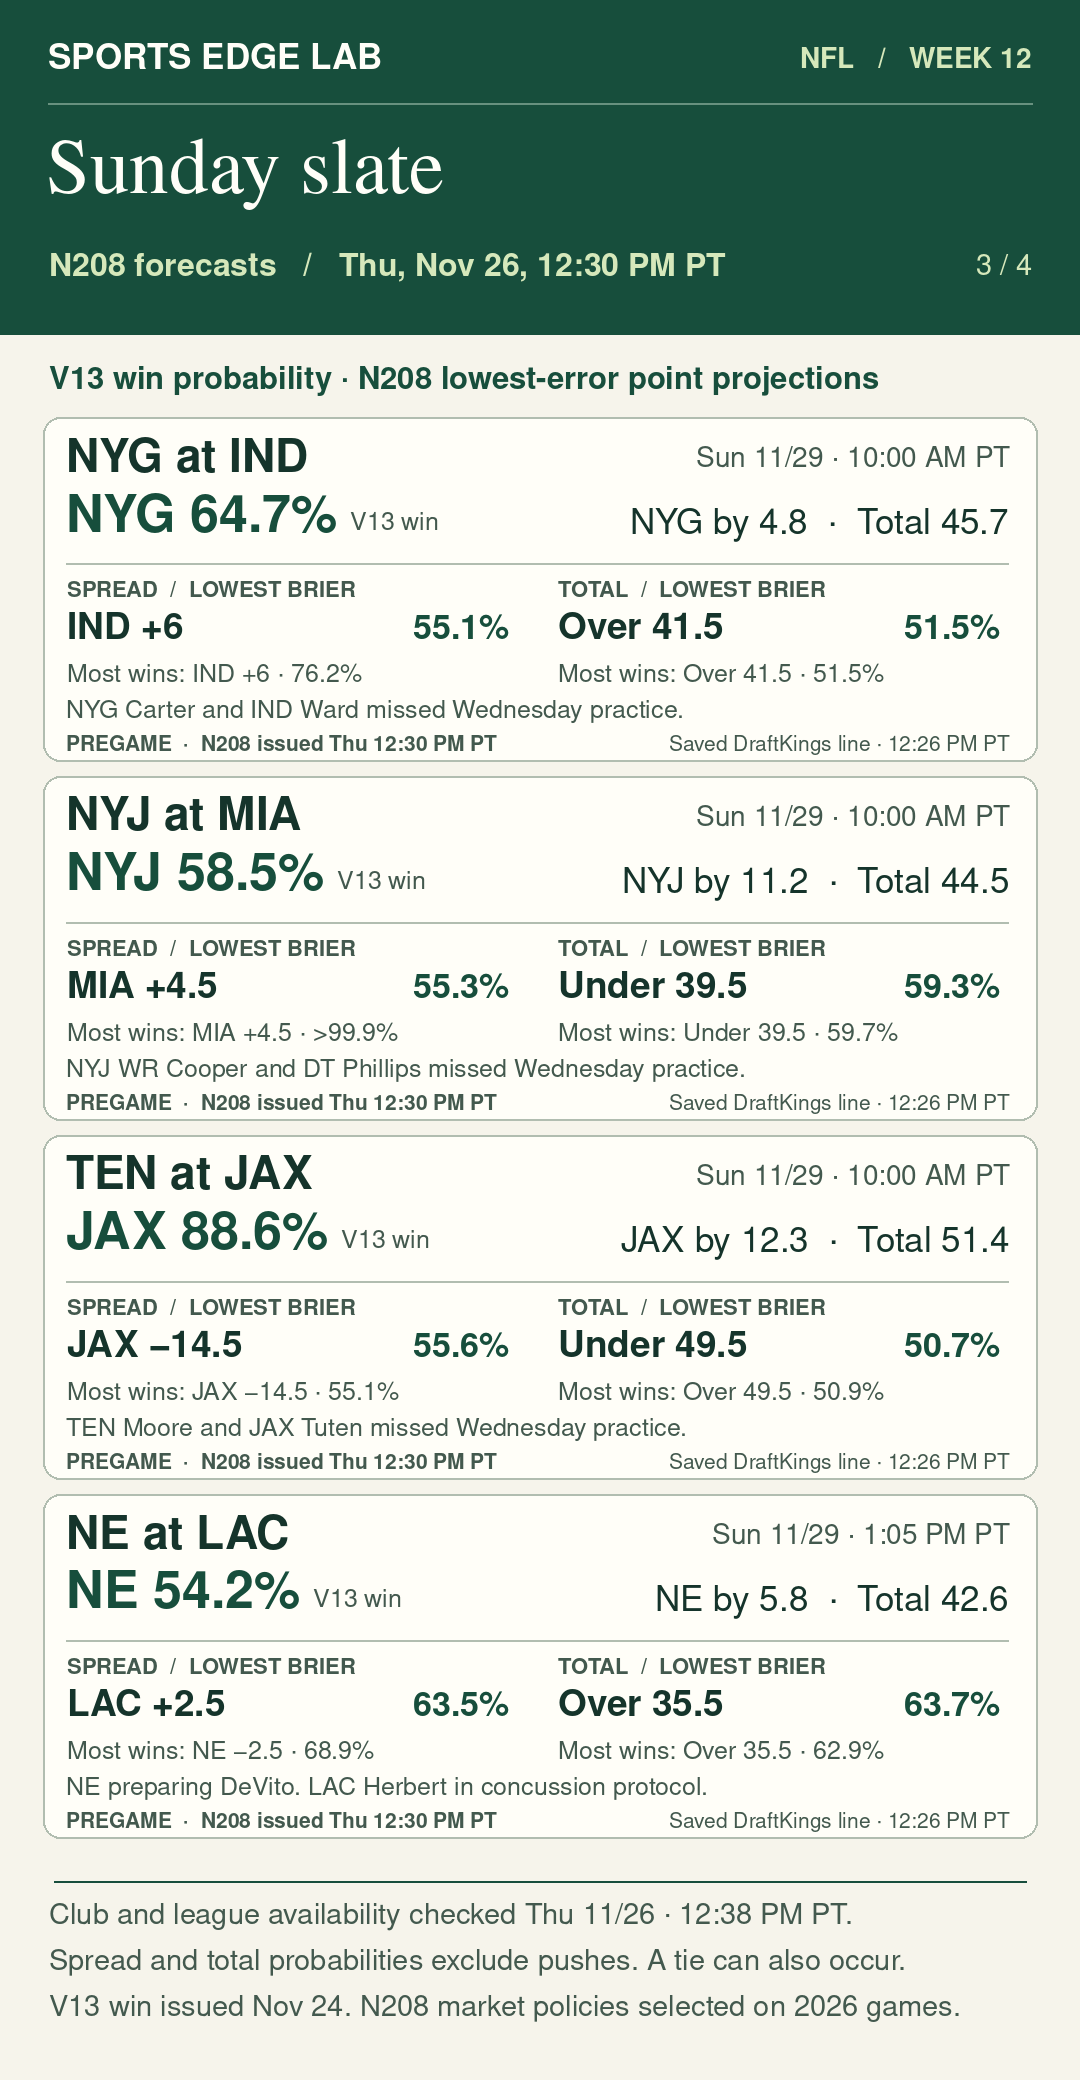 SPORTS EDGE LAB
NFL / WEEK 12
Sunday slate
N208 forecasts / Thu, Nov 26, 12:30 PM PT
3 / 4
V13 win probability · N208 lowest-error point projections
NYG at IND
Sun 11/29 · 10:00 AM PT
NYG 64.7% V13 win
NYG by 4.8 · Total 45.7
SPREAD / LOWEST BRIER
TOTAL / LOWEST BRIER
IND +6 55.1%
Over 41.5 51.5%
Most wins: IND +6 · 76.2%
Most wins: Over 41.5 · 51.5%
NYG Carter and IND Ward missed Wednesday practice.
PREGAME · N208 issued Thu 12:30 PM PT
Saved DraftKings line · 12:26 PM PT
NYJ at MIA
Sun 11/29 · 10:00 AM PT
NYJ 58.5% V13 win
NYJ by 11.2 · Total 44.5
SPREAD / LOWEST BRIER
TOTAL / LOWEST BRIER
MIA +4.5 55.3%
Under 39.5 59.3%
Most wins: MIA +4.5 · >99.9%
Most wins: Under 39.5 · 59.7%
NYJ WR Cooper and DT Phillips missed Wednesday practice.
PREGAME · N208 issued Thu 12:30 PM PT
Saved DraftKings line · 12:26 PM PT
TEN at JAX
Sun 11/29 · 10:00 AM PT
JAX 88.6% V13 win
JAX by 12.3 · Total 51.4
SPREAD / LOWEST BRIER
TOTAL / LOWEST BRIER
JAX −14.5 55.6%
Under 49.5 50.7%
Most wins: JAX −14.5 · 55.1%
Most wins: Over 49.5 · 50.9%
TEN Moore and JAX Tuten missed Wednesday practice.
PREGAME · N208 issued Thu 12:30 PM PT
Saved DraftKings line · 12:26 PM PT
NE at LAC
Sun 11/29 · 1:05 PM PT
NE 54.2% V13 win
NE by 5.8 · Total 42.6
SPREAD / LOWEST BRIER
TOTAL / LOWEST BRIER
LAC +2.5 63.5%
Over 35.5 63.7%
Most wins: NE −2.5 · 68.9%
Most wins: Over 35.5 · 62.9%
NE preparing DeVito. LAC Herbert in concussion protocol.
PREGAME · N208 issued Thu 12:30 PM PT
Saved DraftKings line · 12:26 PM PT
Club and league availability checked Thu 11/26 · 12:38 PM PT.
Spread and total probabilities exclude pushes. A tie can also occur.
V13 win issued Nov 24. N208 market policies selected on 2026 games.